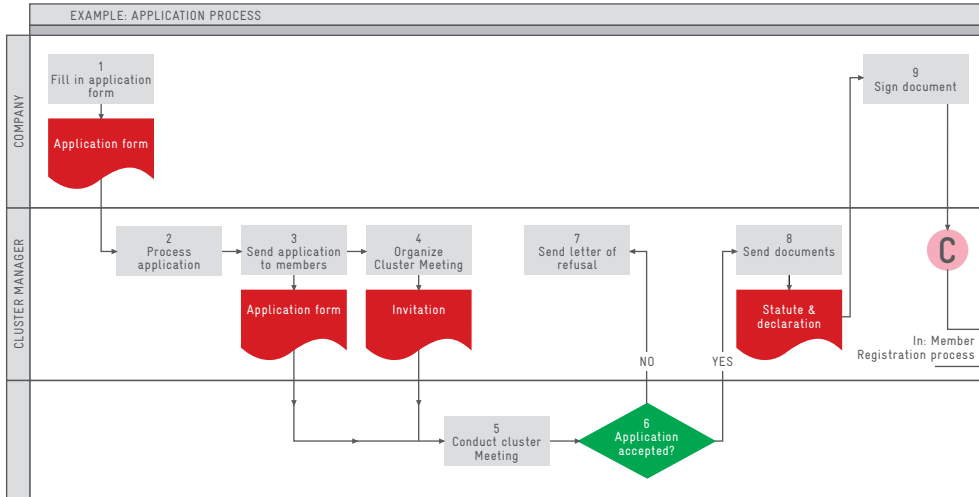 EXAMPLE: APPLICATION PROCESS
COMPANY
1
Fill in application
form
Application form
9
Sign document
CLUSTER MANAGER
2
Process
application
3
Send application
to members
4
Organize
Cluster Meeting
7
Send letter of
refusal
8
Send documents
C
Application form
Invitation
Statute &
declaration
In: Member
Registration process
NO
YES
5
Conduct cluster
Meeting
6
Application
accepted?